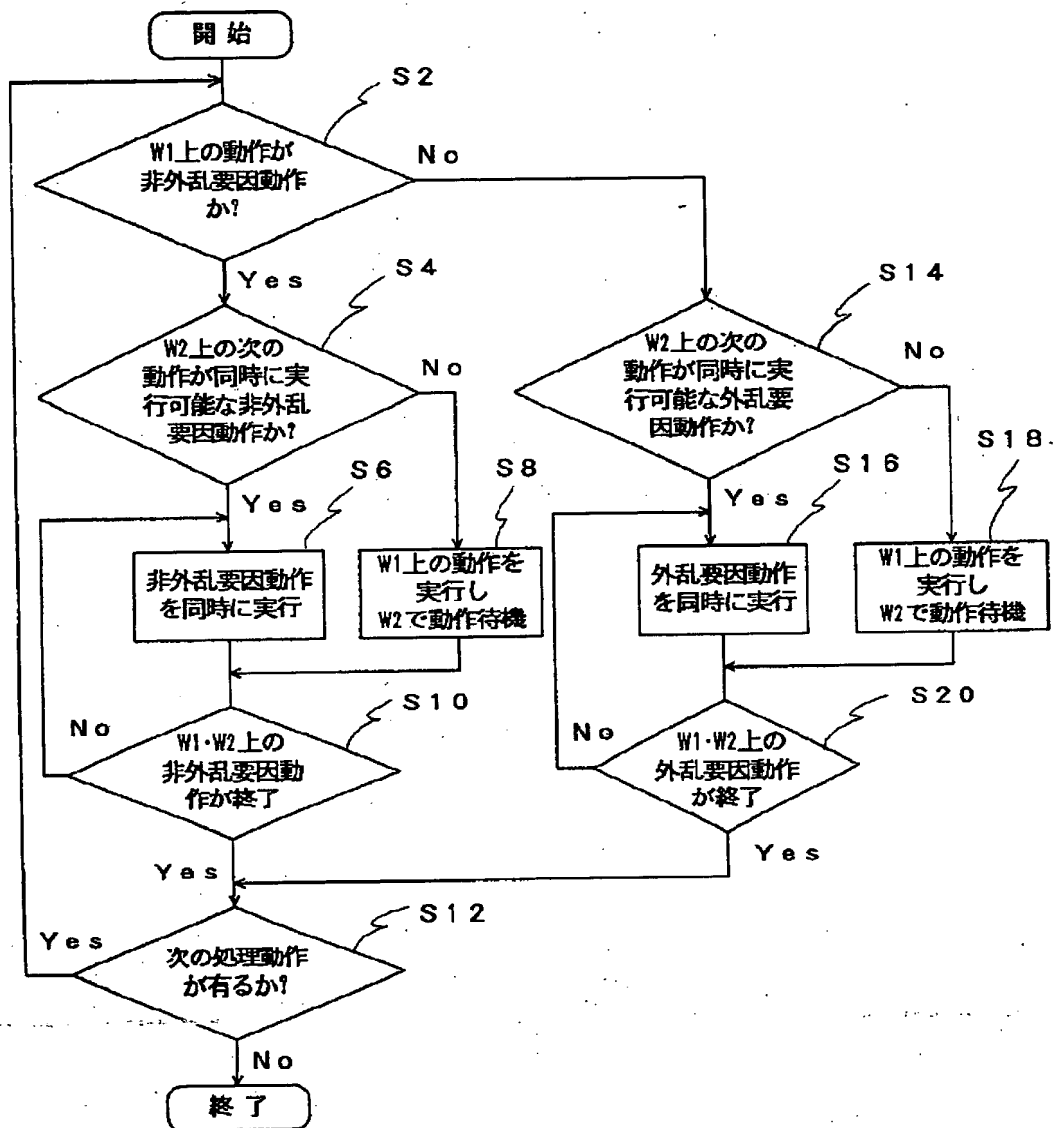 開始
S2
W1上の動作が
非外乱要因動作
か?
No
Yes
S4
W2上の次の
動作が同時に実
行可能な非外乱
要因動作か?
No
S14
W2上の次の
動作が同時に実
行可能な外乱要
因動作か?
No
Yes
S6
非外乱要因動作
を同時に実行
S8
W1上の動作を
実行し
W2で動作待機
Yes
S16
外乱要因動作
を同時に実行
S18
W1上の動作を
実行し
W2で動作待機
S10
No
W1・W2上の
非外乱要因動
作が終了
Yes
S20
No
W1・W2上の
外乱要因動作
が終了
Yes
S12
Yes
次の処理動作
が有るか?
No
終了